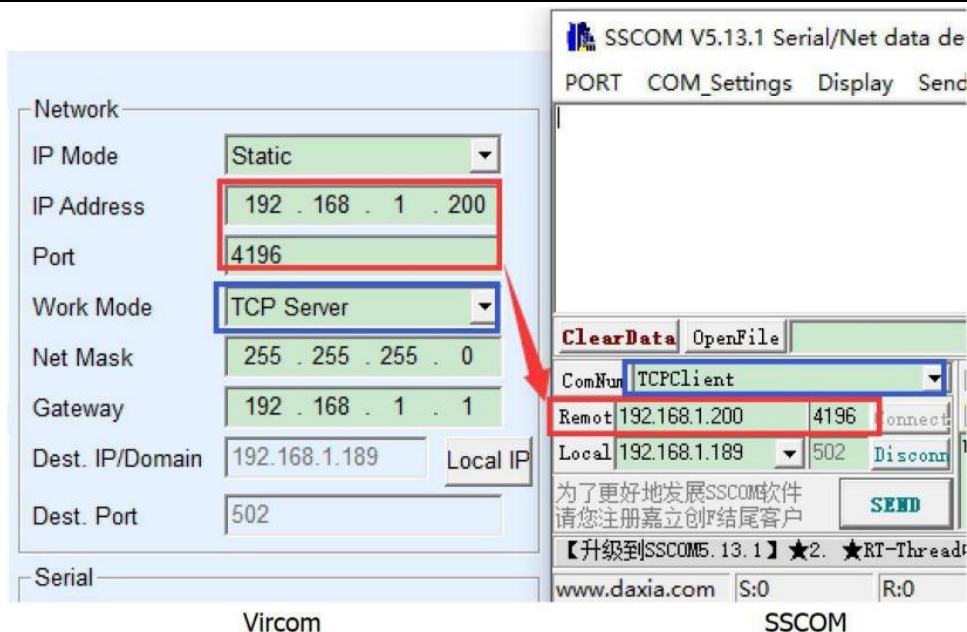 Network
IP Mode Static
IP Address 192 . 168 . 1 . 200
Port 4196
Work Mode TCP Server
Net Mask 255 . 255 . 255 . 0
Gateway 192 . 168 . 1 . 1
Dest. IP/Domain 192.168.1.189 Local IP
Dest. Port 502
Serial
Vircom
SSCOM V5.13.1 Serial/Net data de
PORT COM_Settings Display Send
ClearData OpenFile
ComNum TCPClient
Remot 192.168.1.200 4196 Connect
Local 192.168.1.189 502 Disconn
为了更好地发展SSCOM软件
请您注册嘉立创F结尾客户
SEND
【升级到SSCOM5.13.1】★2. ★RT-Thread
www.daxia.com S:0 R:0
SSCOM